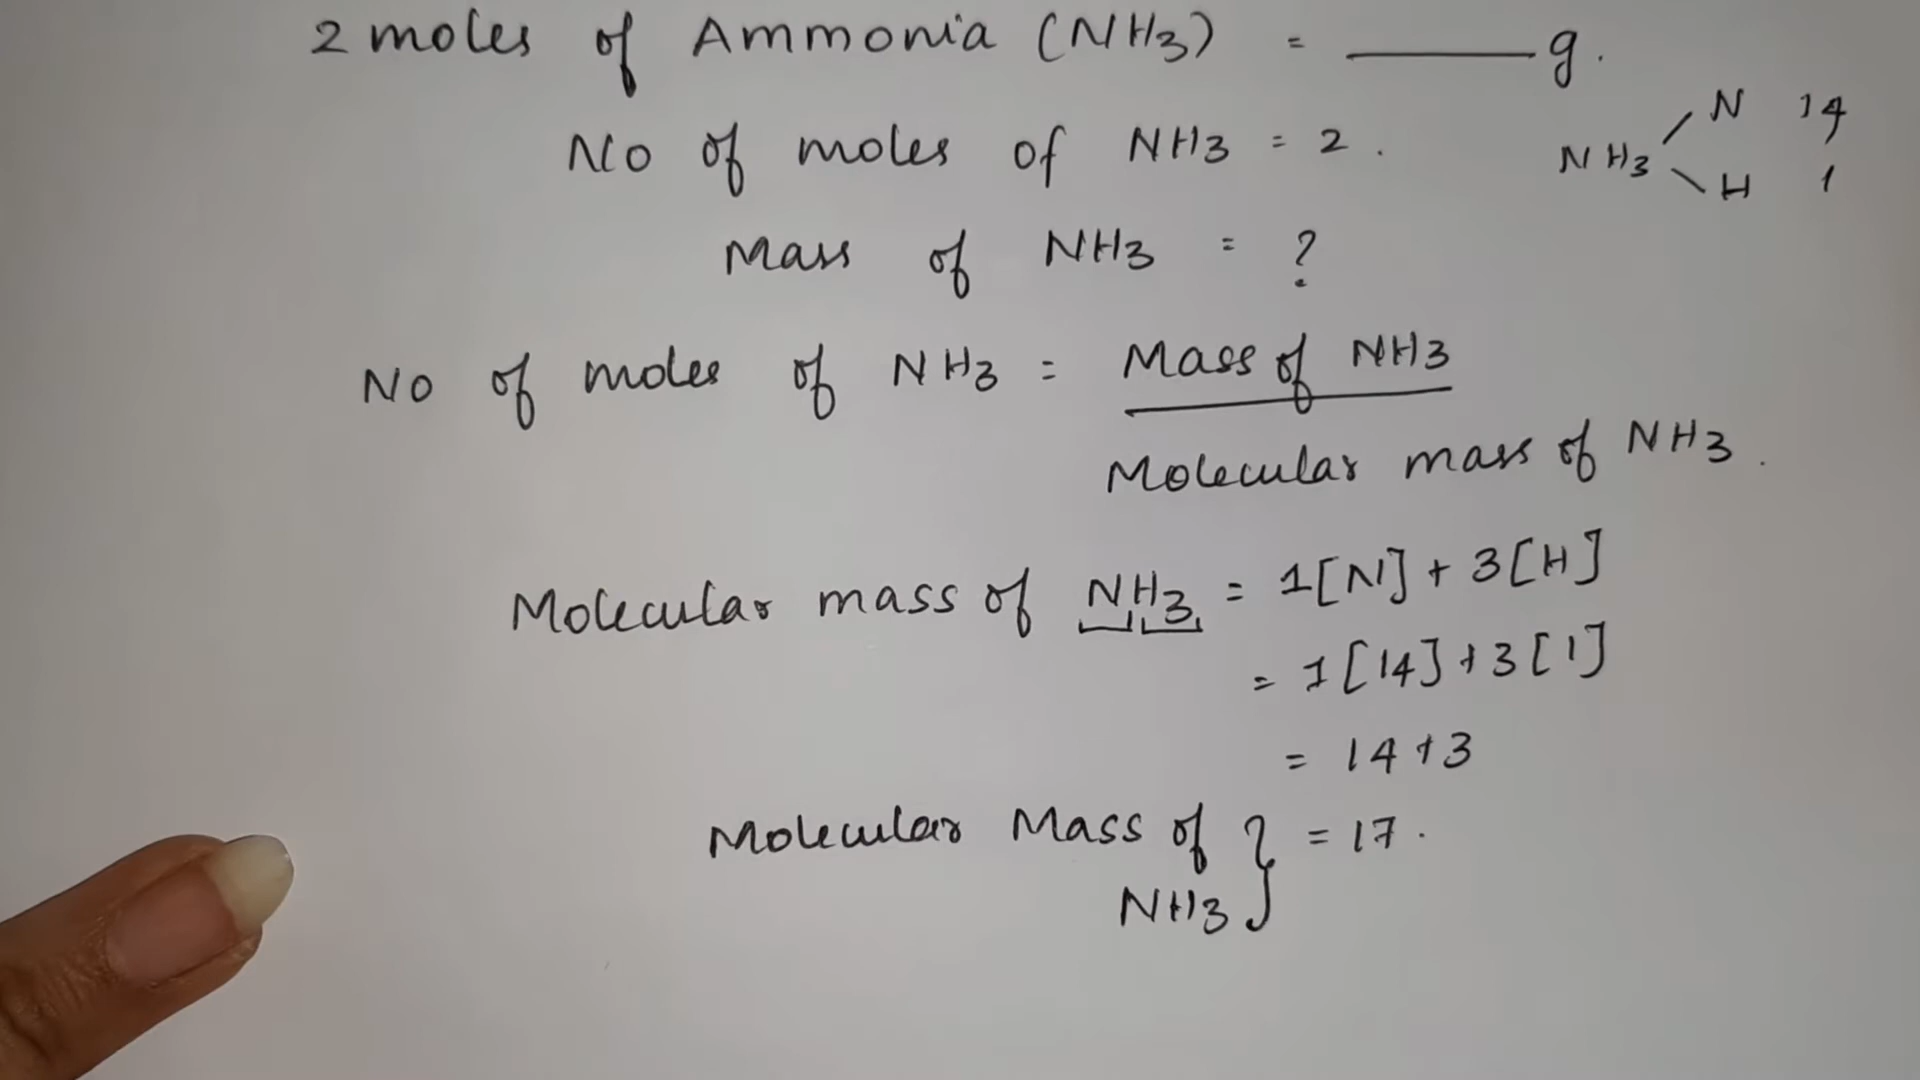 2 moles of Ammonia (NH3) = ______ g.
No of moles of NH3 = 2.
NH3 N 14
H 1
Mass of NH3 = ?
No of moles of NH3 = Mass of NH3
Molecular mass of NH3.
Molecular mass of NH3 = 1[N] + 3[H]
= 1[14] + 3[1]
= 14 + 3
Molecular Mass of NH3 } = 17.